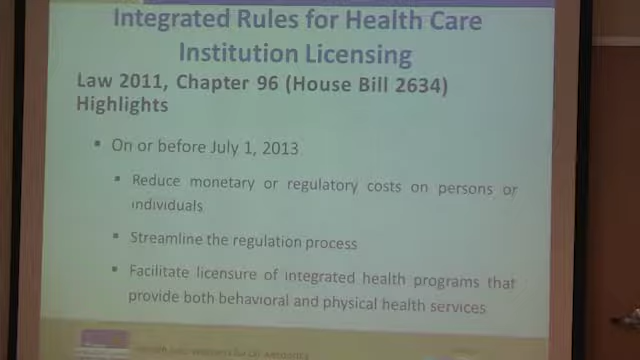 Integrated Rules for Health Care
Institution Licensing
Law 2011, Chapter 96 (House Bill 2634)
Highlights
▪ On or before July 1, 2013
▪ Reduce monetary or regulatory costs on persons or
individuals
▪ Streamline the regulation process
▪ Facilitate licensure of integrated health programs that
provide both behavioral and physical health services